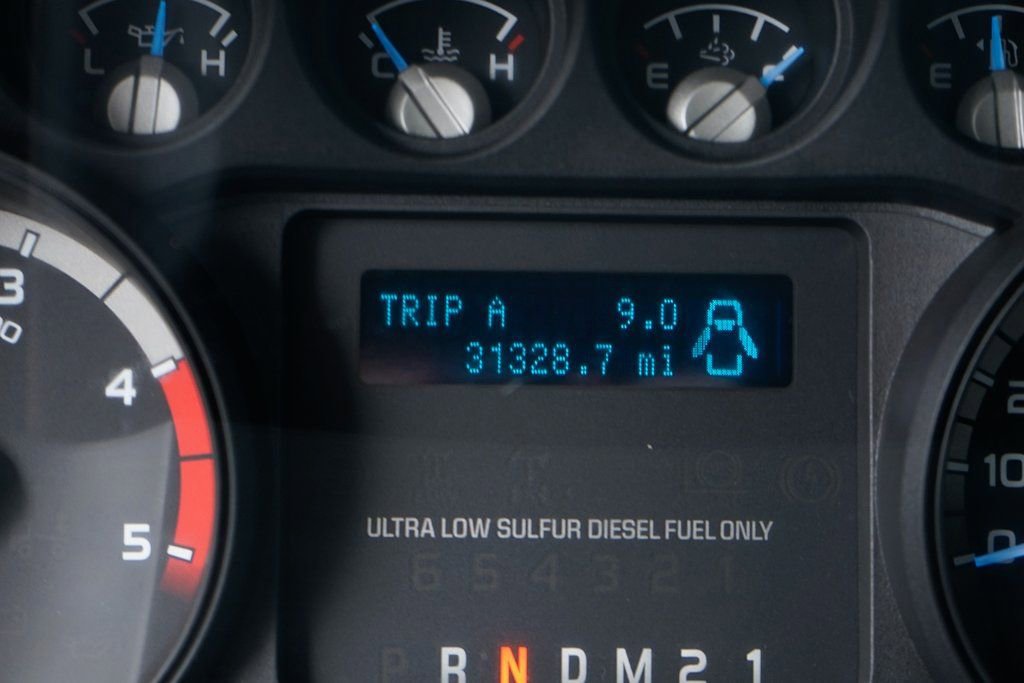 L H
C H
E F
E
3
4
5
TRIP A 9.0
31328.7 mi
ULTRA LOW SULFUR DIESEL FUEL ONLY
6 5 4 3 2 1
P R N D M 2 1
10
0